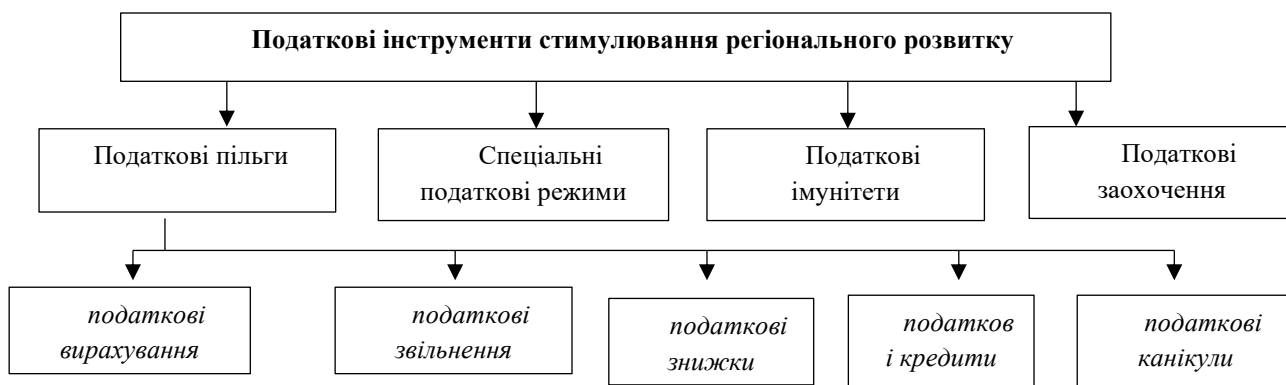 Податкові інструменти стимулювання регіонального розвитку
Податкові пільги
Спеціальні
податкові режими
Податкові
імунітети
Податкові
заохочення
податкові
вирахування
податкові
звільнення
податкові
знижки
податков
і кредити
податкові
канікули